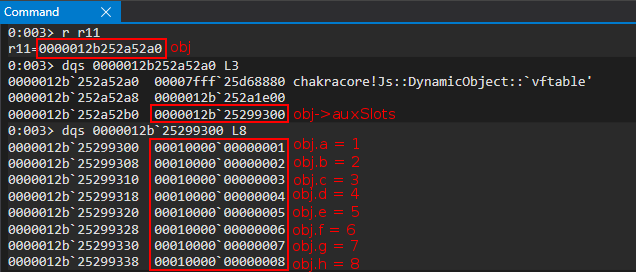 Command X
0:003> r r11
r11=0000012b252a52a0 obj
0:003> dqs 0000012b252a52a0 L3
0000012b`252a52a0 00007fff`25d68880 chakracore!Js::DynamicObject::`vftable'
0000012b`252a52a8 0000012b`252a1e00
0000012b`252a52b0 0000012b`25299300 obj->auxSlots
0:003> dqs 0000012b`25299300 L8
0000012b`25299300 00010000`00000001 obj.a = 1
0000012b`25299308 00010000`00000002 obj.b = 2
0000012b`25299310 00010000`00000003 obj.c = 3
0000012b`25299318 00010000`00000004 obj.d = 4
0000012b`25299320 00010000`00000005 obj.e = 5
0000012b`25299328 00010000`00000006 obj.f = 6
0000012b`25299330 00010000`00000007 obj.g = 7
0000012b`25299338 00010000`00000008 obj.h = 8